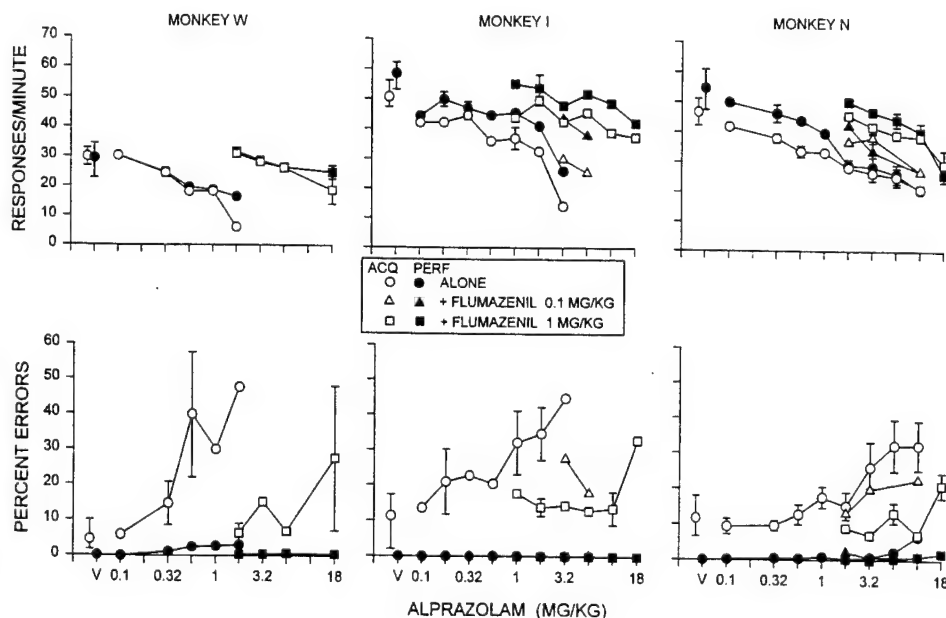 MONKEY W MONKEY I MONKEY N
RESPONSES/MINUTE
70
60
50
40
30
20
10
0
ACQ PERF
ALONE
+ FLUMAZENIL 0.1 MG/KG
+ FLUMAZENIL 1 MG/KG
PERCENT ERRORS
60
50
40
30
20
10
0
V 0.1 0.32 1 3.2 18 V 0.1 0.32 1 3.2 18 V 0.1 0.32 1 3.2 18
ALPRAZOLAM (MG/KG)